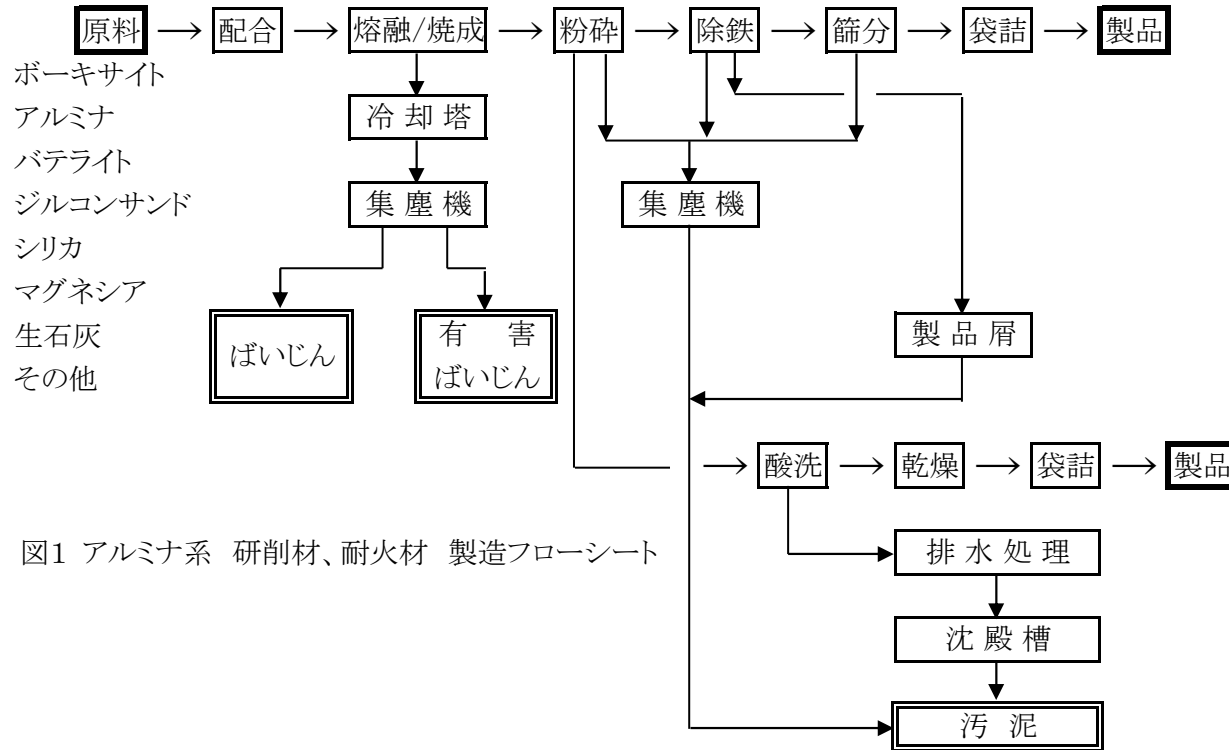 原料 → 配合 → 熔融/焼成 → 粉砕 → 除鉄 → 篩分 → 袋詰 → 製品
ボーキサイト
アルミナ
冷却塔
バテライト
ジルコンサンド
集塵機
集塵機
シリカ
マグネシア
生石灰
その他
ばいじん
有害
ばいじん
製品屑
→ 酸洗 → 乾燥 → 袋詰 → 製品
図1 アルミナ系 研削材、耐火材 製造フローシート
排水処理
沈殿槽
汚泥